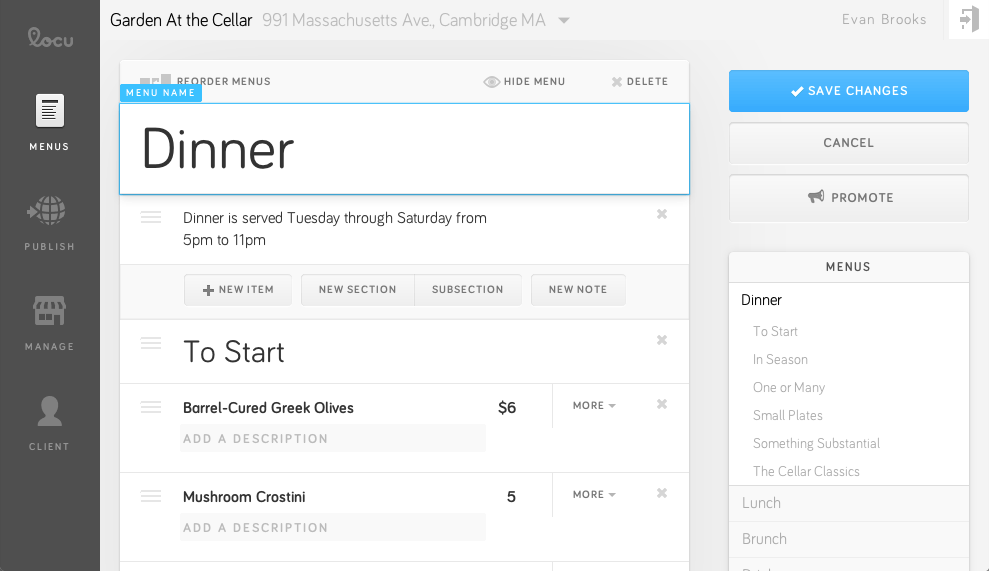 locu
Garden At the Cellar 991 Massachusetts Ave., Cambridge MA
Evan Brooks
MENUS
PUBLISH
MANAGE
CLIENT
REORDER MENUS
HIDE MENU
DELETE
MENU NAME
Dinner
Dinner is served Tuesday through Saturday from
5pm to 11pm
NEW ITEM
NEW SECTION
SUBSECTION
NEW NOTE
To Start
Barrel-Cured Greek Olives
$6
MORE
ADD A DESCRIPTION
Mushroom Crostini
5
MORE
ADD A DESCRIPTION
SAVE CHANGES
CANCEL
PROMOTE
MENUS
Dinner
To Start
In Season
One or Many
Small Plates
Something Substantial
The Cellar Classics
Lunch
Brunch